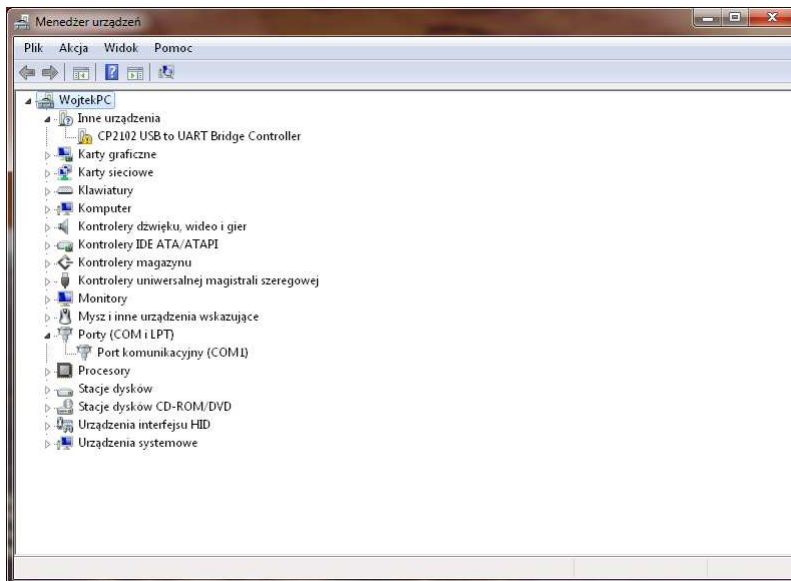 Menedżer urządzeń
Plik Akcja Widok Pomoc
WojtekPC
Inne urządzenia
CP2102 USB to UART Bridge Controller
Karty graficzne
Karty sieciowe
Klawiatury
Komputer
Kontrolery dźwięku, wideo i gier
Kontrolery IDE ATA/ATAPI
Kontrolery magazynu
Kontrolery uniwersalnej magistrali szeregowej
Monitory
Mysz i inne urządzenia wskazujące
Porty (COM i LPT)
Port komunikacyjny (COM1)
Procesory
Stacje dysków
Stacje dysków CD-ROM/DVD
Urządzenia interfejsu HID
Urządzenia systemowe